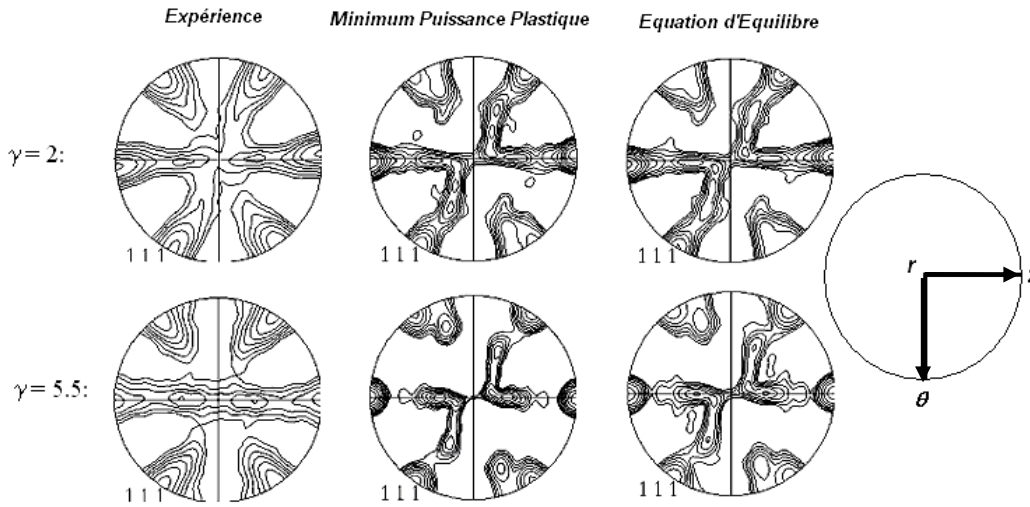 Expérience Minimum Puissance Plastique Equation d'Equilibre
γ = 2:
1 1 1 1 1 1 1 1 1
r
z
θ
γ = 5.5:
1 1 1 1 1 1 1 1 1